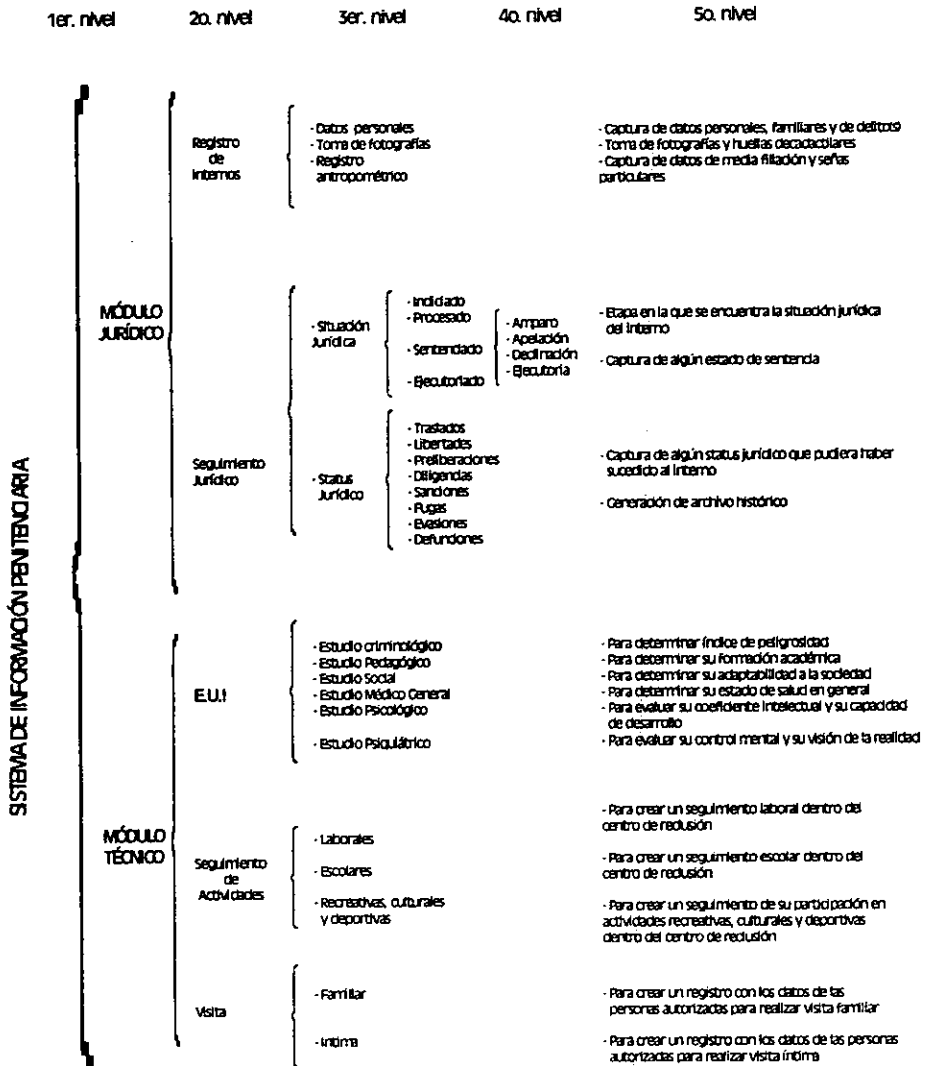 1er. nivel 2o. nivel 3er. nivel 4o. nivel 5o. nivel
SISTEMA DE INFORMACIÓN PENITENCIARIA
MÓDULO
JURÍDICO
Registro
de
internos
- Datos personales
- Toma de fotografías
- Registro
antropométrico
- Captura de datos personales, familiares y de delito(s)
- Toma de fotografías y huellas decadactilares
- Captura de datos de media filiación y señas
particulares
Seguimiento
Jurídico
- Situación
Jurídica
- Indiciado
- Procesado
- Sentenciado
- Ejecutoriado
- Amparo
- Apelación
- Declinación
- Ejecutoria
- Etapa en la que se encuentra la situación jurídica
del interno
- Captura de algún estado de sentencia
- Status
Jurídico
- Traslados
- Libertades
- Preliberaciones
- Diligencias
- Sanciones
- Fugas
- Evasiones
- Defunciones
- Captura de algún status jurídico que pudiera haber
sucedido al interno
- Generación de archivo histórico
MÓDULO
TÉCNICO
E.U.I
- Estudio criminológico
- Estudio Pedagógico
- Estudio Social
- Estudio Médico General
- Estudio Psicológico
- Estudio Psiquiátrico
- Para determinar índice de peligrosidad
- Para determinar su formación académica
- Para determinar su adaptabilidad a la sociedad
- Para determinar su estado de salud en general
- Para evaluar su coeficiente intelectual y su capacidad
de desarrollo
- Para evaluar su control mental y su visión de la realidad
Seguimiento
de
Actividades
- Laborales
- Escolares
- Recreativas, culturales
y deportivas
- Para crear un seguimiento laboral dentro del
centro de reclusión
- Para crear un seguimiento escolar dentro del
centro de reclusión
- Para crear un seguimiento de su participación en
actividades recreativas, culturales y deportivas
dentro del centro de reclusión
Visita
- Familiar
- Intima
- Para crear un registro con los datos de las
personas autorizadas para realizar visita familiar
- Para crear un registro con los datos de las personas
autorizadas para realizar visita íntima